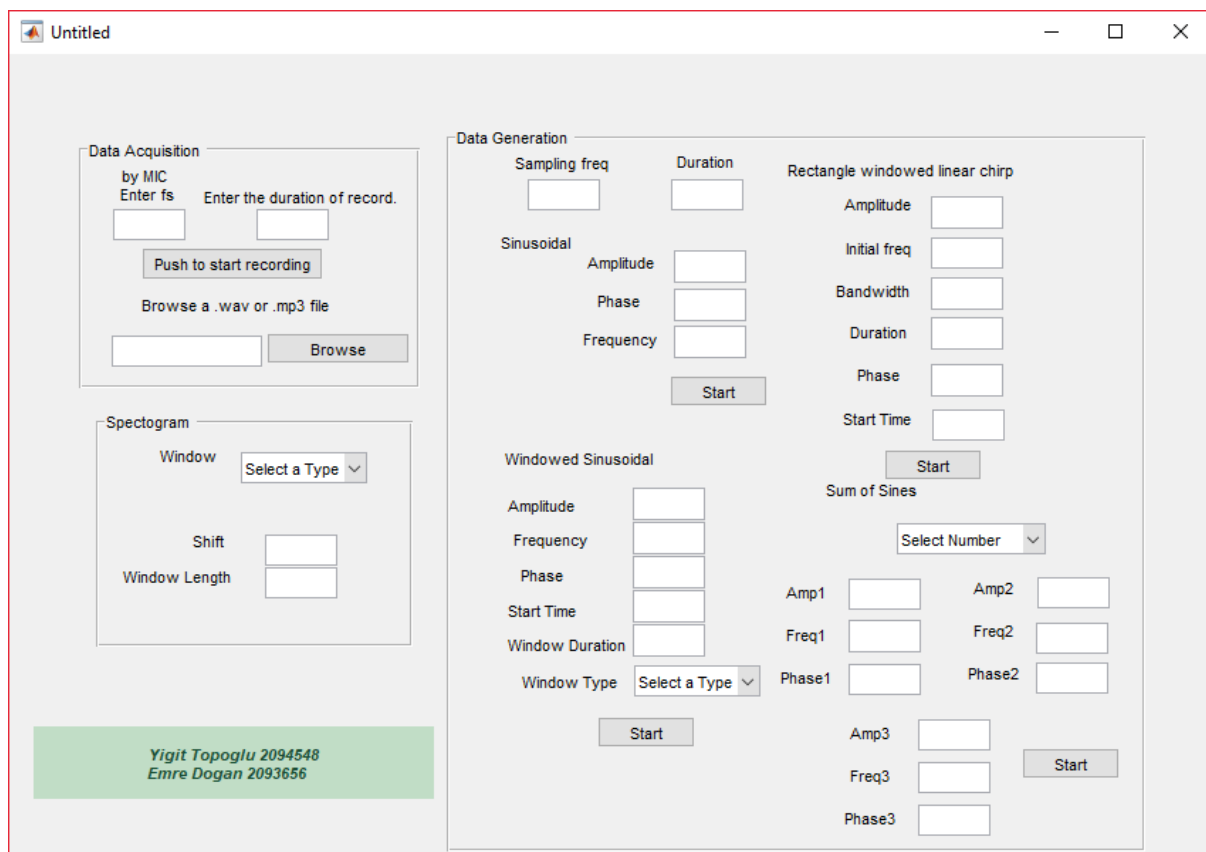 Untitled
Data Acquisition
by MIC
Enter fs
Enter the duration of record.
Push to start recording
Browse a .wav or .mp3 file
Browse
Spectogram
Window
Select a Type
Shift
Window Length
Yigit Topoglu 2094548
Emre Dogan 2093656
Data Generation
Sampling freq
Duration
Sinusoidal
Amplitude
Phase
Frequency
Start
Windowed Sinusoidal
Amplitude
Frequency
Phase
Start Time
Window Duration
Window Type
Select a Type
Start
Rectangle windowed linear chirp
Amplitude
Initial freq
Bandwidth
Duration
Phase
Start Time
Start
Sum of Sines
Select Number
Amp1
Amp2
Freq1
Freq2
Phase1
Phase2
Amp3
Freq3
Phase3
Start